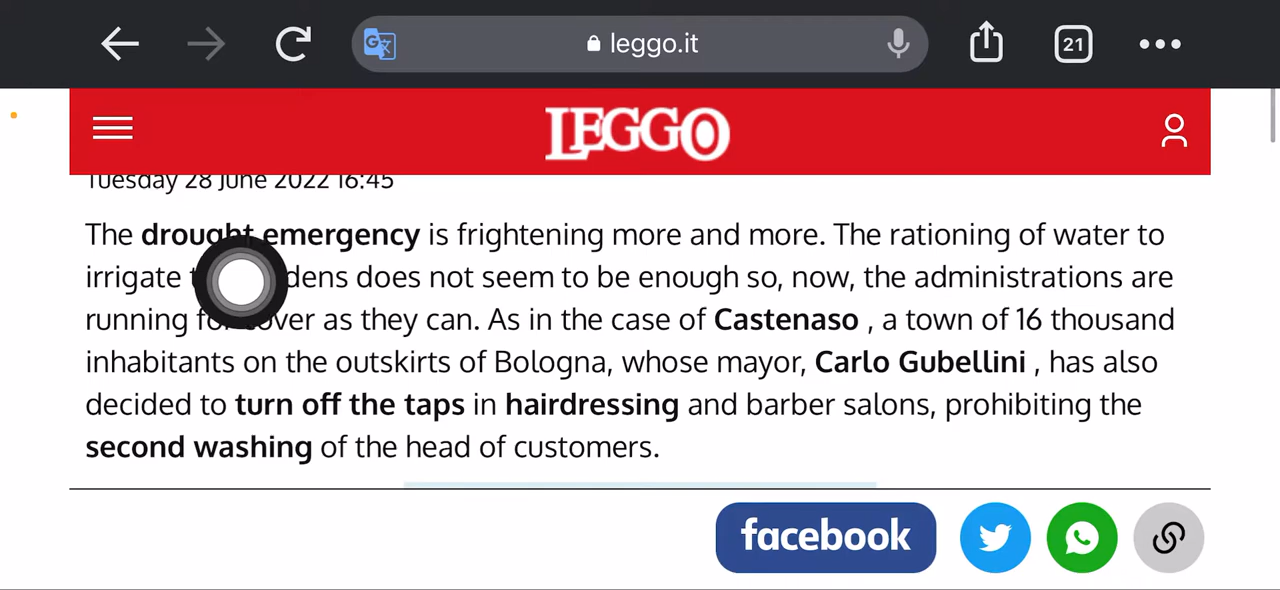 leggo.it
21
LEGGO
Tuesday 28 June 2022 16:45
The drought emergency is frightening more and more. The rationing of water to
irrigate dens does not seem to be enough so, now, the administrations are
running cover as they can. As in the case of Castenaso , a town of 16 thousand
inhabitants on the outskirts of Bologna, whose mayor, Carlo Gubellini , has also
decided to turn off the taps in hairdressing and barber salons, prohibiting the
second washing of the head of customers.
facebook